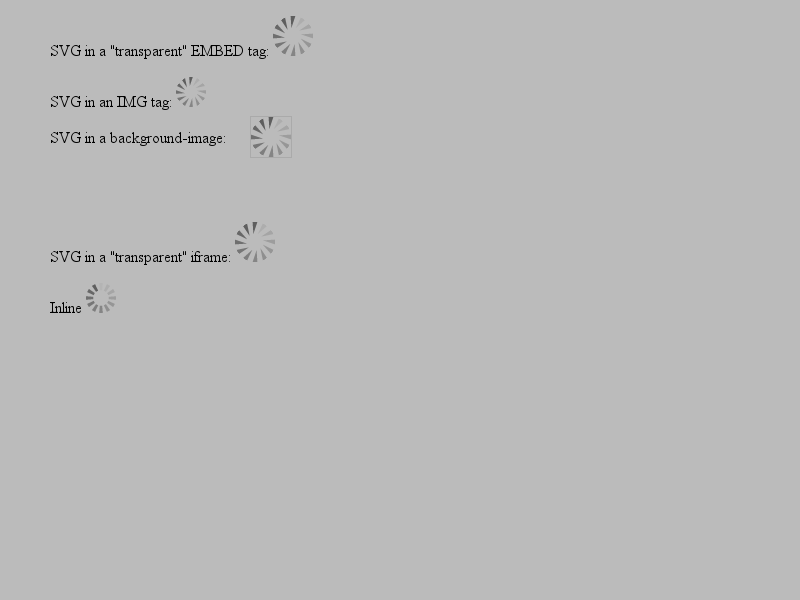 SVG in a "transparent" EMBED tag:
SVG in an IMG tag:
SVG in a background-image:
SVG in a "transparent" iframe:
Inline